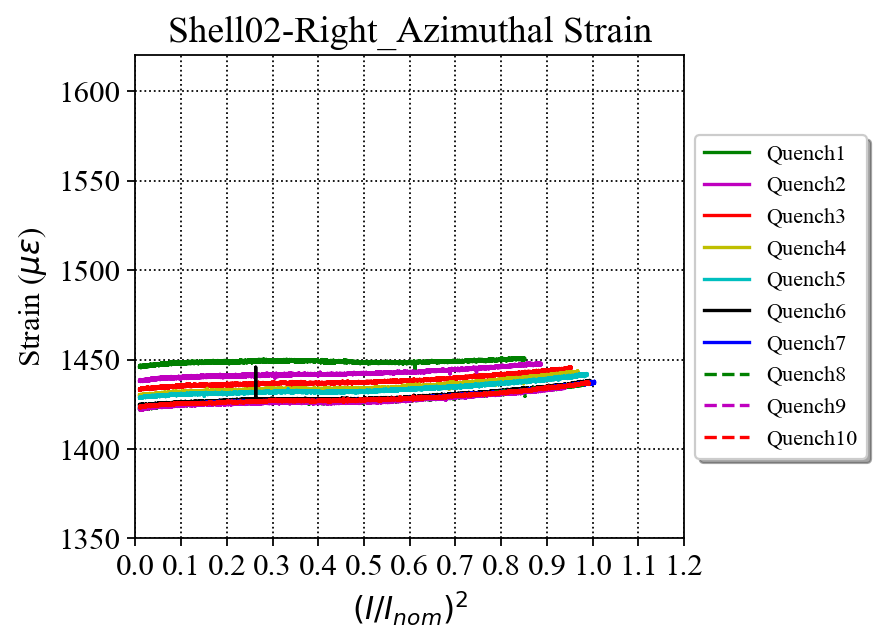 Shell02-Right_Azimuthal Strain
Strain (με)
1600
1550
1500
1450
1400
1350
0.0 0.1 0.2 0.3 0.4 0.5 0.6 0.7 0.8 0.9 1.0 1.1 1.2
(I/I_nom)²
Quench1
Quench2
Quench3
Quench4
Quench5
Quench6
Quench7
Quench8
Quench9
Quench10